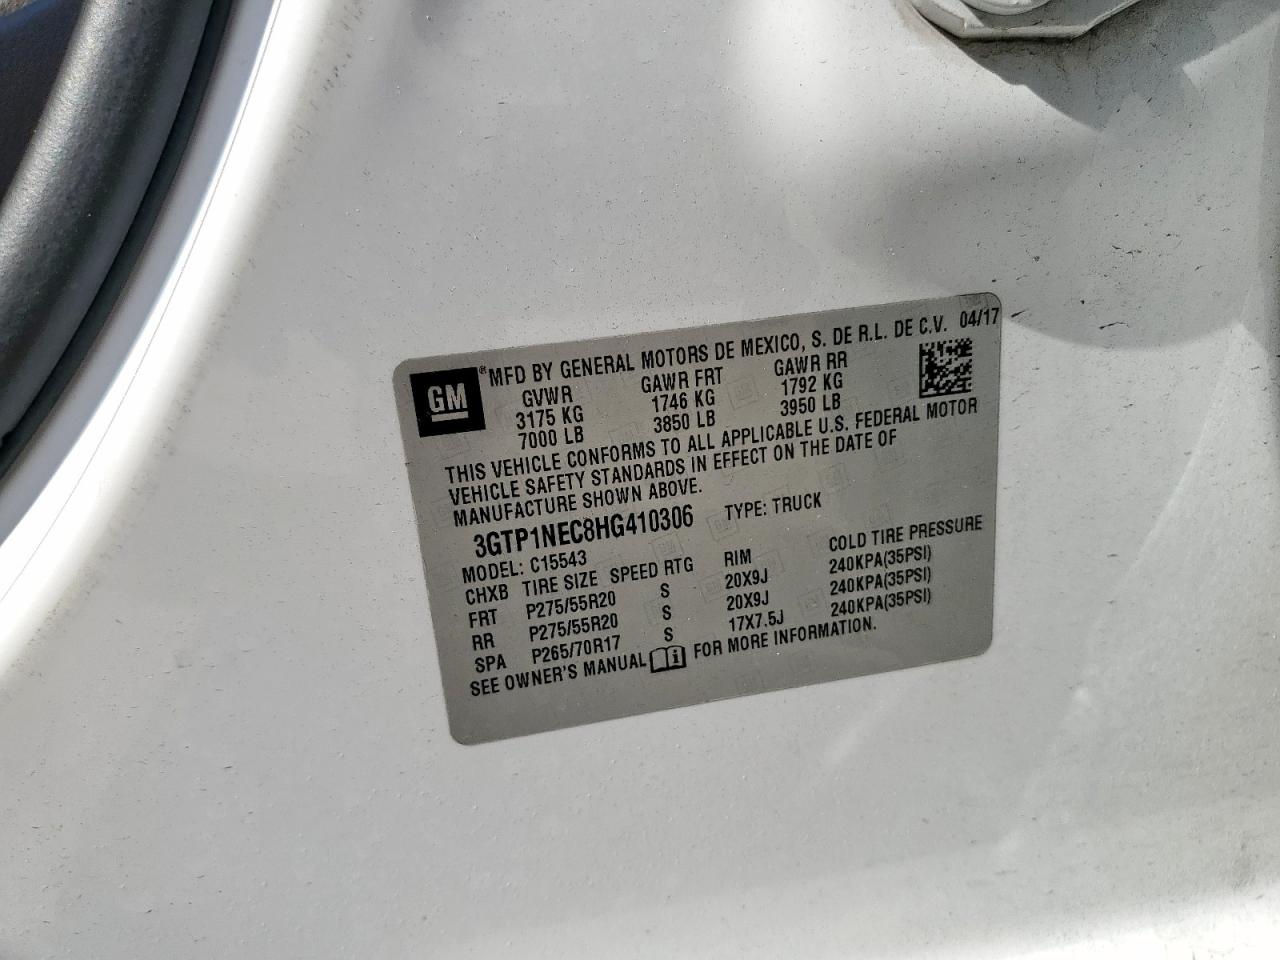 GM ® MFD BY GENERAL MOTORS DE MEXICO, S. DE R.L. DE C.V. 04/17
GVWR GAWR FRT GAWR RR
3175 KG 1746 KG 1792 KG
7000 LB 3850 LB 3950 LB
THIS VEHICLE CONFORMS TO ALL APPLICABLE U.S. FEDERAL MOTOR
VEHICLE SAFETY STANDARDS IN EFFECT ON THE DATE OF
MANUFACTURE SHOWN ABOVE.
3GTP1NEC8HG410306 TYPE: TRUCK
MODEL: C15543
CHXB TIRE SIZE SPEED RTG RIM COLD TIRE PRESSURE
FRT P275/55R20 S 20X9J 240KPA(35PSI)
RR P275/55R20 S 20X9J 240KPA(35PSI)
SPA P265/70R17 S 17X7.5J 240KPA(35PSI)
SEE OWNER'S MANUAL i FOR MORE INFORMATION.